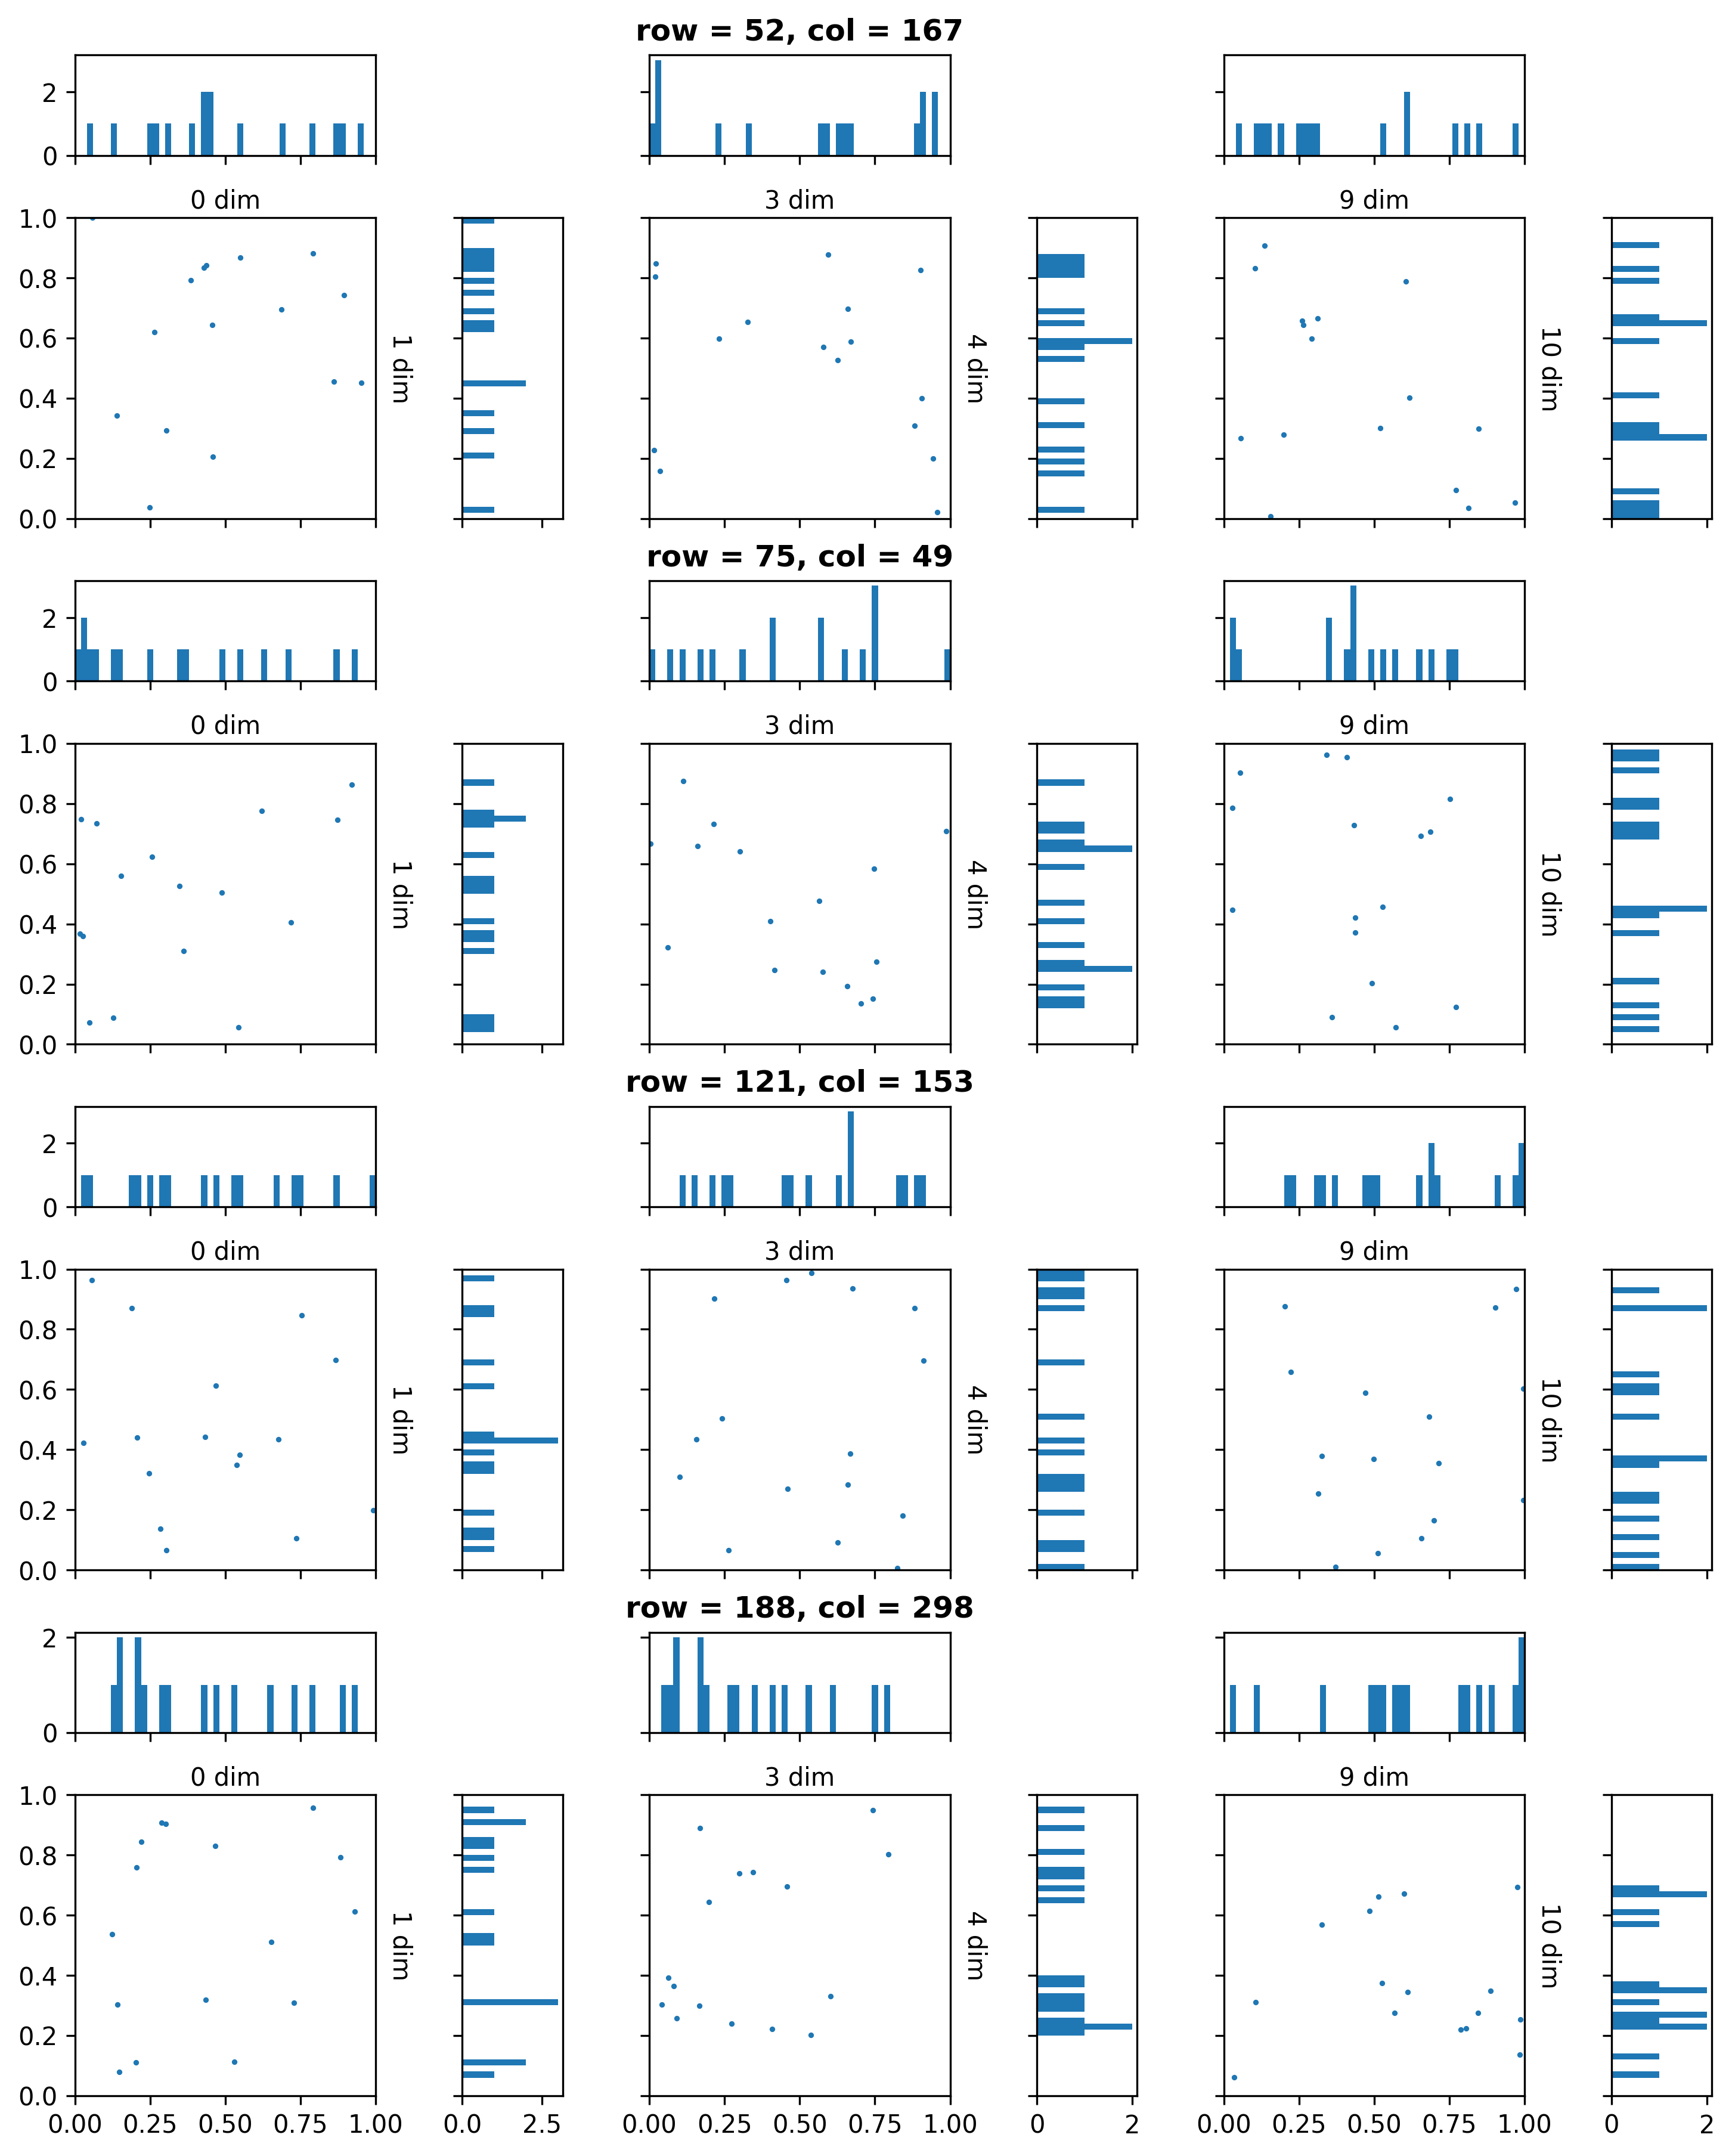 row = 52, col = 167
2
0
0 dim
3 dim
9 dim
1.0
0.8
0.6
0.4
0.2
0.0
1 dim
4 dim
10 dim
row = 75, col = 49
2
0
0 dim
3 dim
9 dim
1.0
0.8
0.6
0.4
0.2
0.0
1 dim
4 dim
10 dim
row = 121, col = 153
2
0
0 dim
3 dim
9 dim
1.0
0.8
0.6
0.4
0.2
0.0
1 dim
4 dim
10 dim
row = 188, col = 298
2
0
0 dim
3 dim
9 dim
1.0
0.8
0.6
0.4
0.2
0.0
1 dim
4 dim
10 dim
0.00 0.25 0.50 0.75 1.00 0.0 2.5 0.00 0.25 0.50 0.75 1.00 0 2 0.00 0.25 0.50 0.75 1.00 0 2